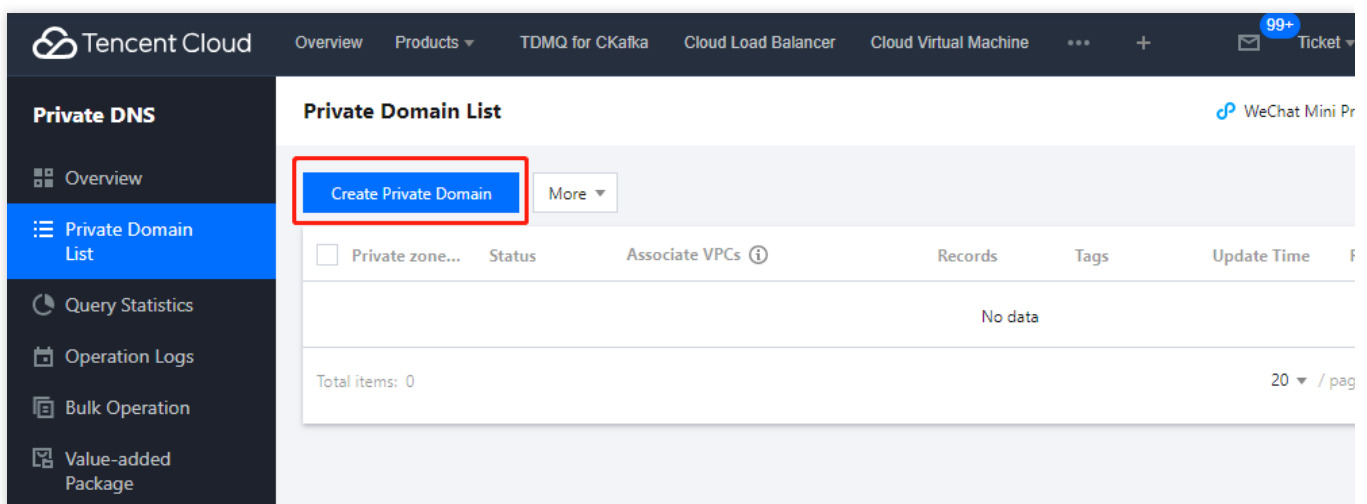 Tencent Cloud Overview Products TDMQ for CKafka Cloud Load Balancer Cloud Virtual Machine ••• + 99+ Ticket
Private DNS
Overview
Private Domain
List
Query Statistics
Operation Logs
Bulk Operation
Value-added
Package
Private Domain List WeChat Mini Pr
Create Private Domain More
Private zone... Status Associate VPCs Records Tags Update Time
No data
Total items: 0 20 / pag